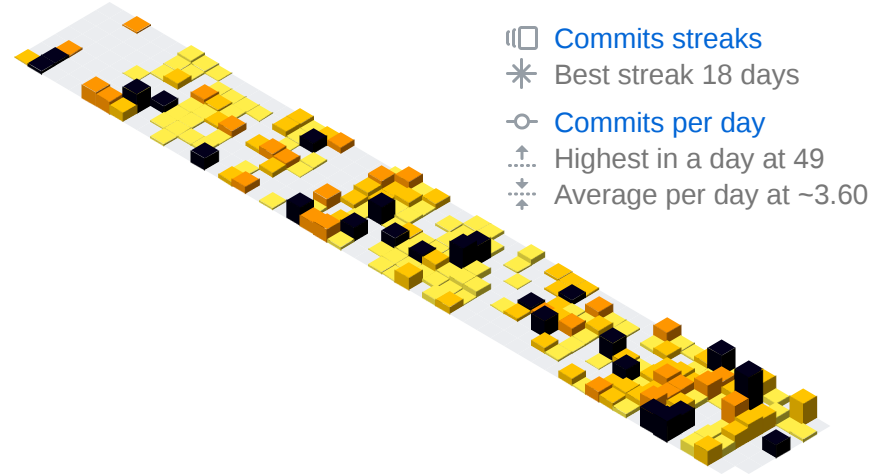 Commits streaks
Best streak 18 days
Commits per day
Highest in a day at 49
Average per day at ~3.60